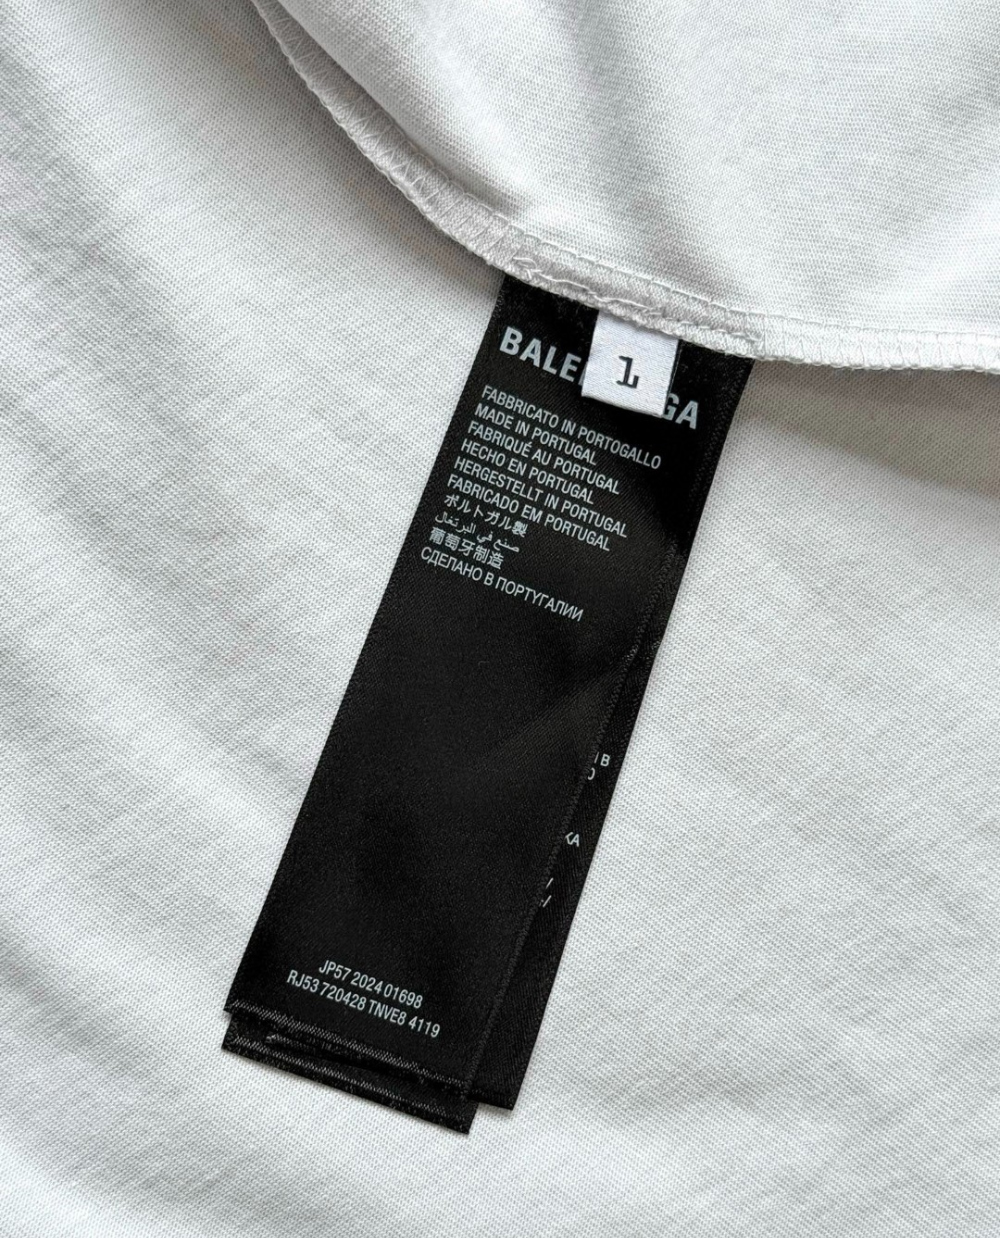 1
FABBRICATO IN PORTOGALLO
MADE IN PORTUGAL
FABRIQUÉ AU PORTUGAL
HECHO EN PORTUGAL
HERGESTELLT IN PORTUGAL
FABRICADO EM PORTUGAL
ポルトガル製
صنع في البرتغال
葡萄牙制造
СДЕЛАНО В ПОРТУГАЛИИ
JP57 2024 01698
RJ53 720428 TNVE8 4119